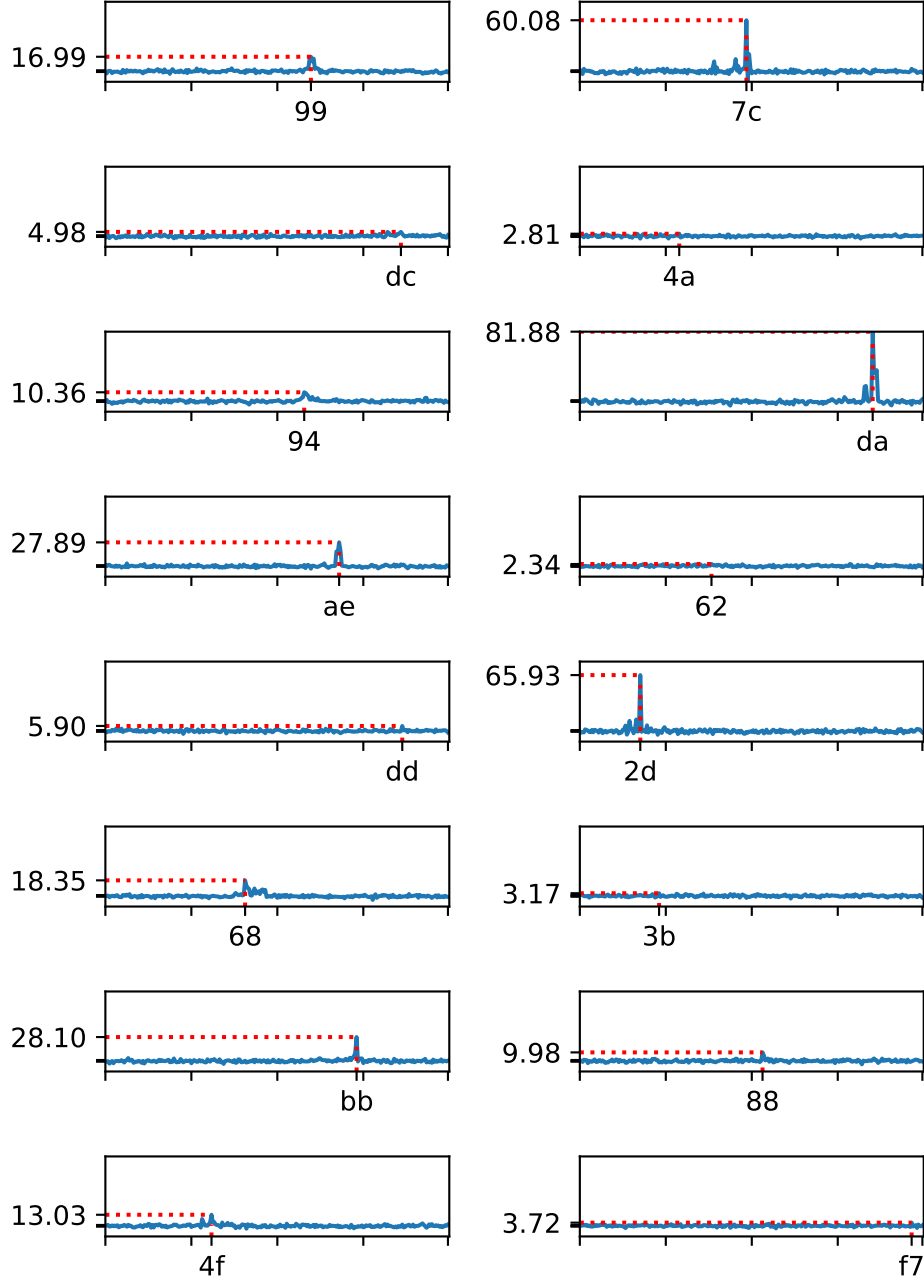 16.99
99
60.08
7c
4.98
dc
2.81
4a
10.36
94
81.88
da
27.89
ae
2.34
62
5.90
dd
65.93
2d
18.35
68
3.17
3b
28.10
bb
9.98
88
13.03
4f
3.72
f7